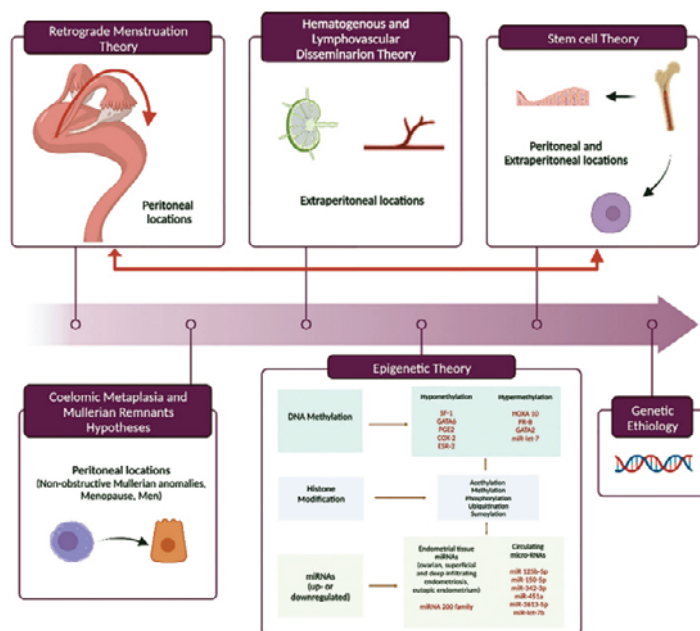 Retrograde Menstruation
Theory
Peritoneal
locations
Hematogenous and
Lymphovascular
Disseminarion Theory
Extraperitoneal locations
Stem cell Theory
Peritoneal and
Extraperitoneal locations
Coelomic Metaplasia and
Mullerian Remnants
Hypotheses
Peritoneal locations
(Non-obstructive Mullerian anomalies,
Menopause, Men)
Epigenetic Theory
DNA Methylation
Hypomethylation
SF-1
GATA6
PGE2
COX-2
ESR-2
Hypermethylation
HOXA 10
PR-B
GATA2
miR-let-7
Histone
Modification
Acethylation
Methylation
Phosphorylation
Ubiquitination
Sumoylation
miRNAs
(up- or
downregulated)
Endometrial tissue
miRNAs
(ovarian, superficial
and deep infiltrating
endometriosis,
eutopic endometrium)
miRNA 200 family
Circulating
micro-RNAs
miR 125b-5p
miR-150-5p
miR-342-3p
miR-451a
miR-3613-5p
miR-let-7b
Genetic
Ethiology